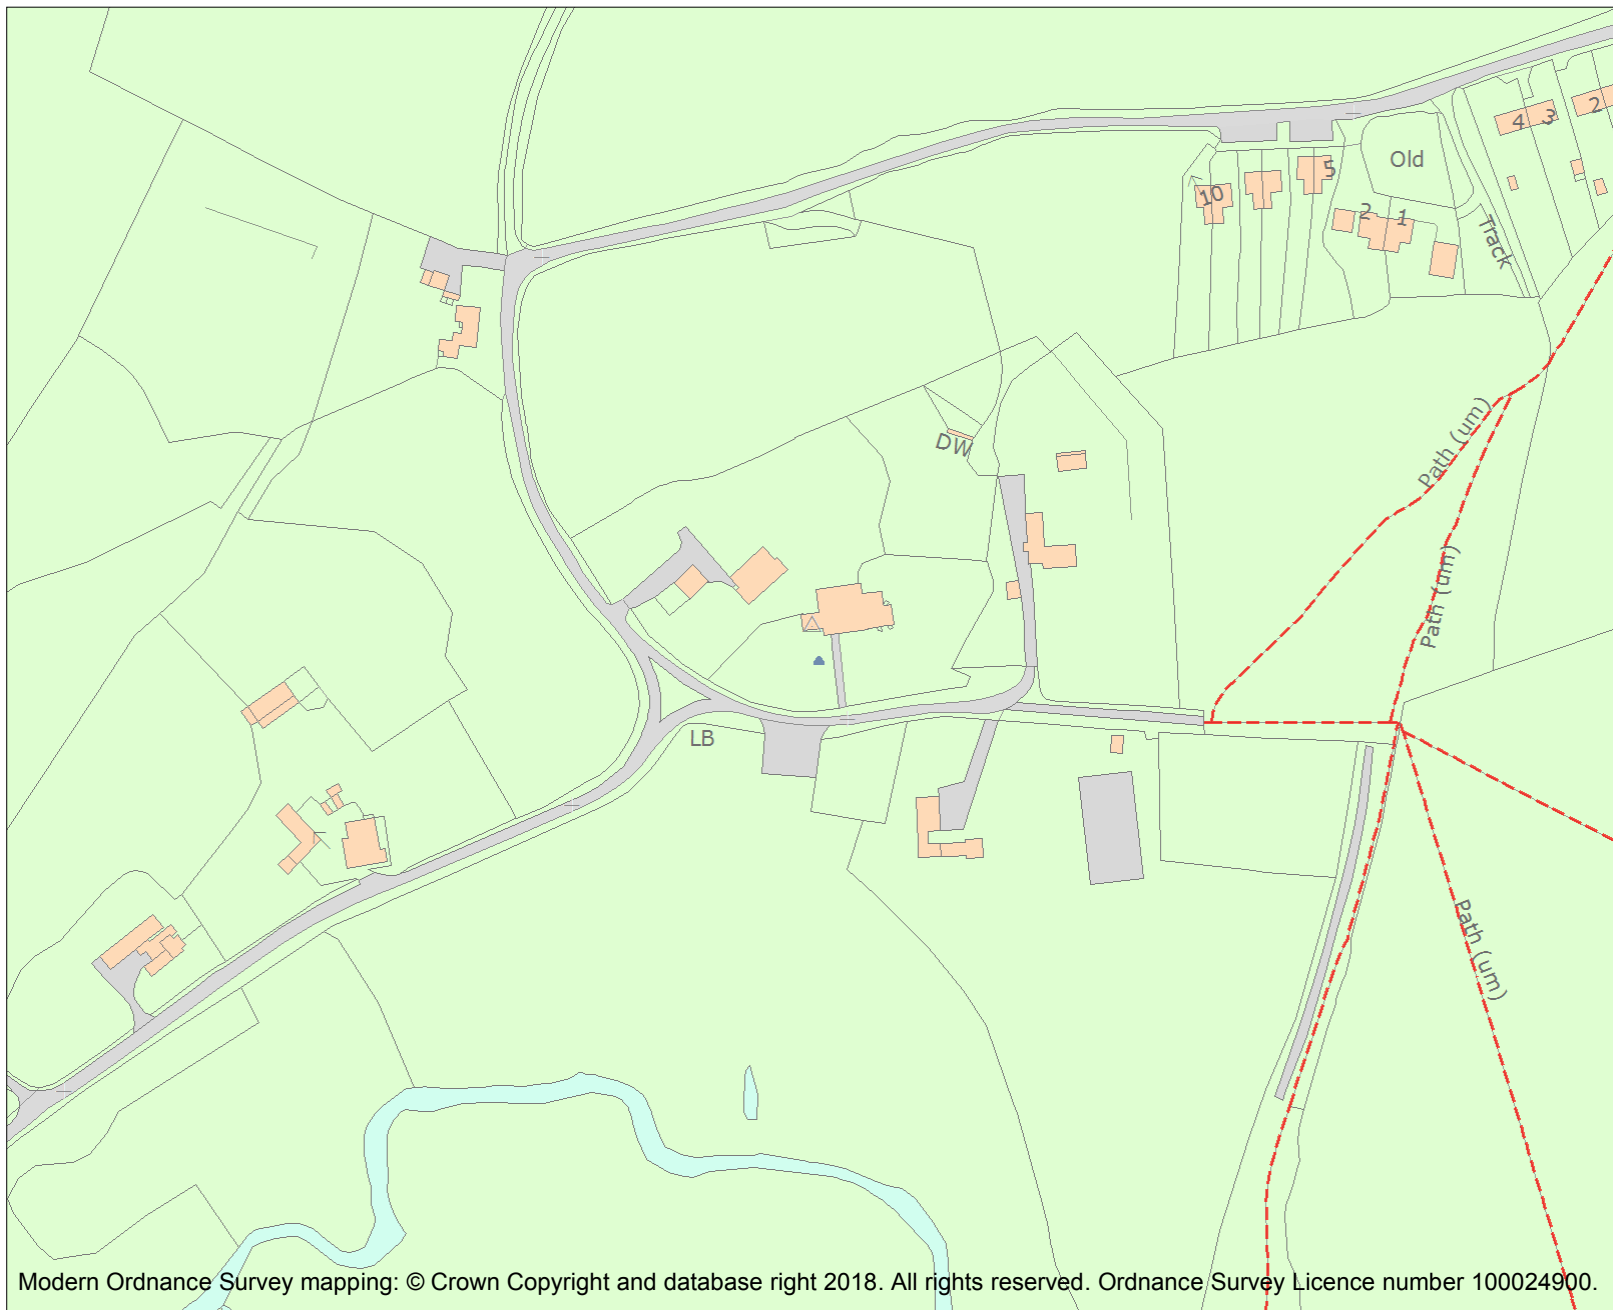 4
3
2
Old
5
10
2
1
Track
Path (um)
DW
Path (um)
LB
Path (um)
Modern Ordnance Survey mapping: © Crown Copyright and database right 2018. All rights reserved. Ordnance Survey Licence number 100024900.